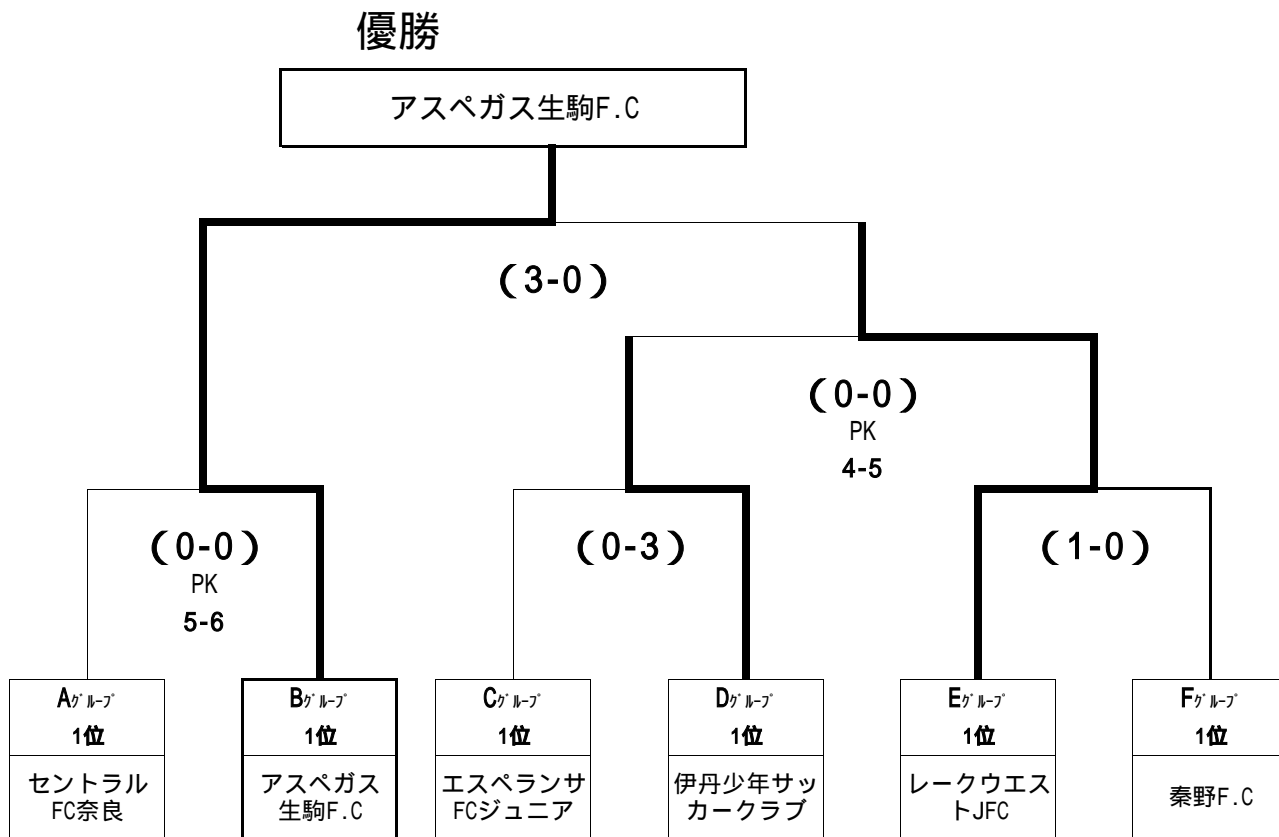 優勝
アスペガス生駒F.C
(3-0)
(0-0)
PK
4-5
(0-0)
PK
5-6
(0-3)
(1-0)
Aｸﾞﾙｰﾌﾟ
1位
セントラル
FC奈良
Bｸﾞﾙｰﾌﾟ
1位
アスペガス
生駒F.C
Cｸﾞﾙｰﾌﾟ
1位
エスペランサ
FCジュニア
Dｸﾞﾙｰﾌﾟ
1位
伊丹少年サッ
カークラブ
Eｸﾞﾙｰﾌﾟ
1位
レークウエス
トJFC
Fｸﾞﾙｰﾌﾟ
1位
秦野F.C